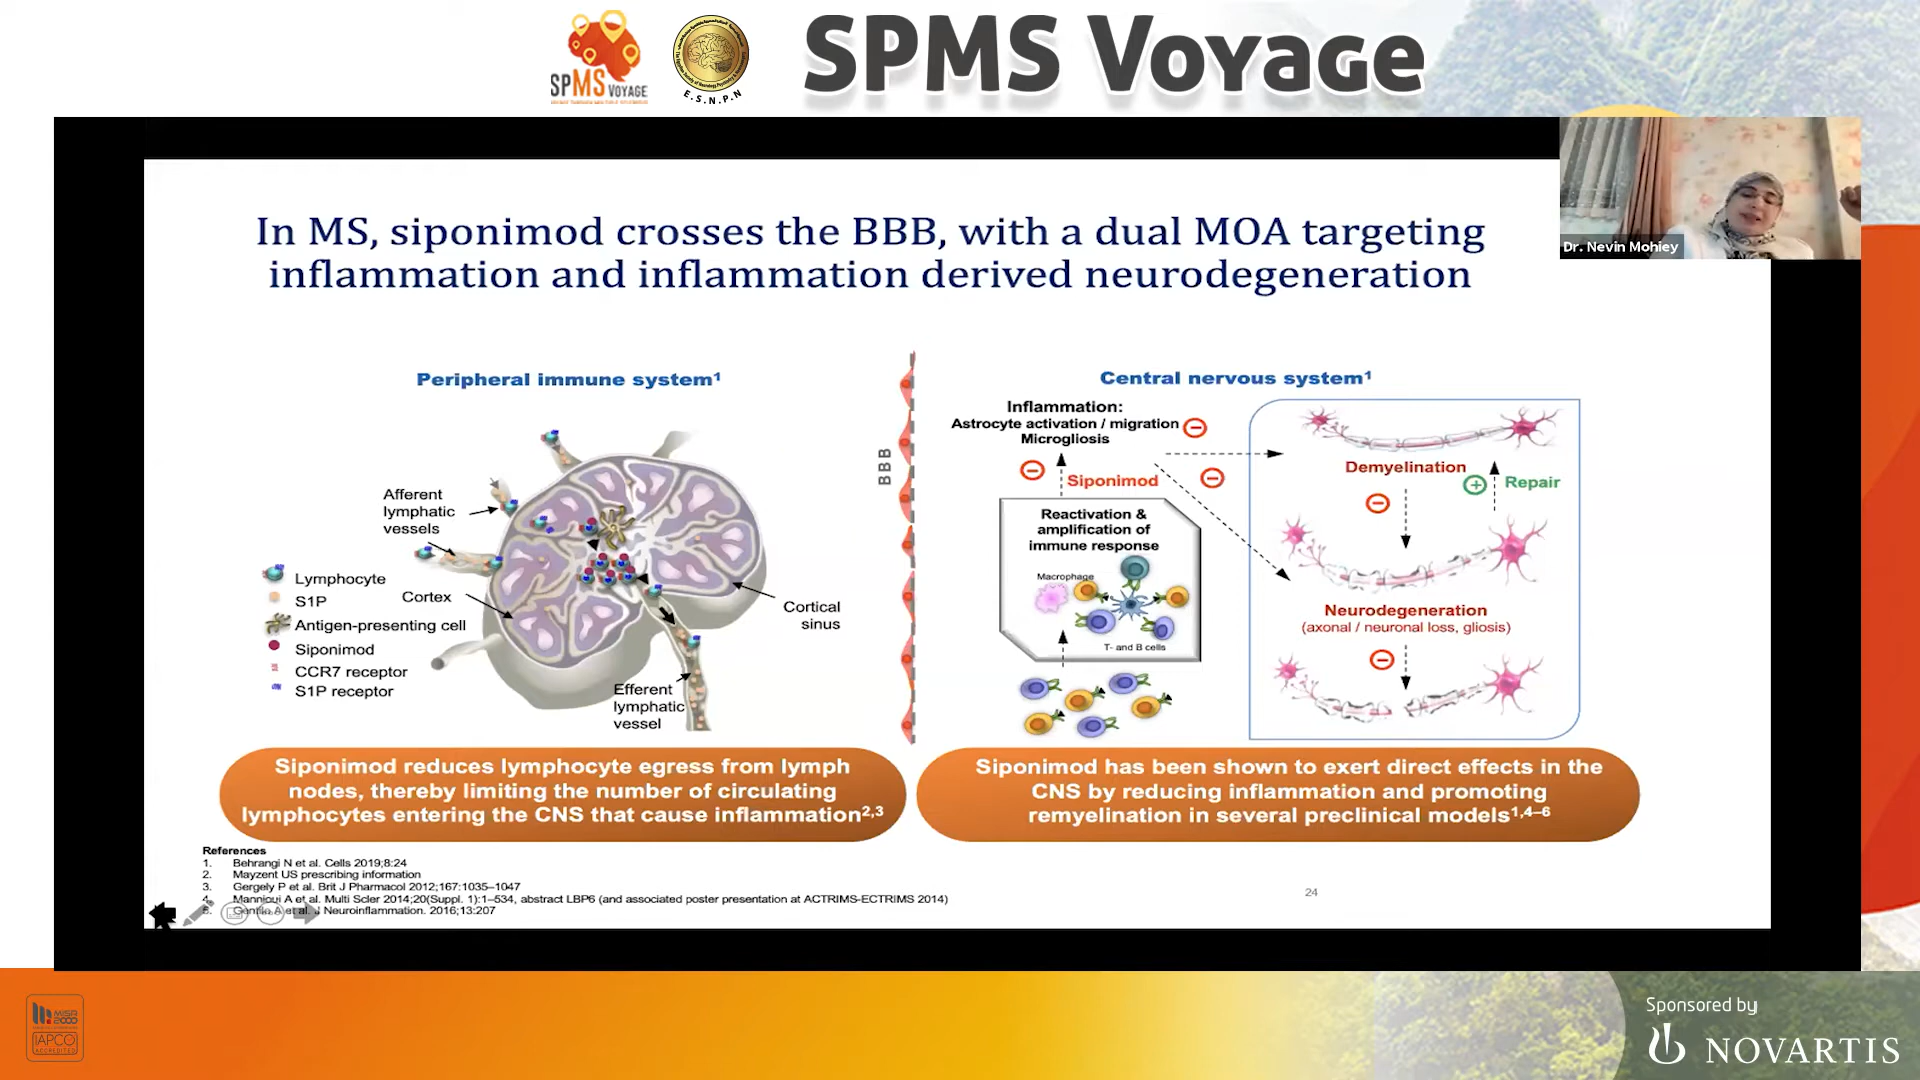 SPMS VOYAGE
E.S.N.P.N
SPMS Voyage
Dr. Nevin Mohiey
In MS, siponimod crosses the BBB, with a dual MOA targeting
inflammation and inflammation derived neurodegeneration
Peripheral immune system¹
Afferent
lymphatic
vessels
Lymphocyte
S1P
Antigen-presenting cell
Siponimod
CCR7 receptor
S1P receptor
Cortex
Cortical
sinus
Efferent
lymphatic
vessel
BBB
Central nervous system¹
Inflammation:
Astrocyte activation / migration
Microgliosis
Siponimod
Reactivation &
amplification of
immune response
Macrophage
T- and B cells
Demyelination
Repair
Neurodegeneration
(axonal / neuronal loss, gliosis)
Siponimod reduces lymphocyte egress from lymph
nodes, thereby limiting the number of circulating
lymphocytes entering the CNS that cause inflammation²,³
Siponimod has been shown to exert direct effects in the
CNS by reducing inflammation and promoting
remyelination in several preclinical models¹,⁴–⁶
References
1. Behrangi N et al. Cells 2019;8:24
2. Mayzent US prescribing information
3. Gergely P et al. Brit J Pharmacol 2012;167:1035–1047
4. Mannioui A et al. Multi Scler 2014;20(Suppl. 1):1–534, abstract LBP6 (and associated poster presentation at ACTRIMS-ECTRIMS 2014)
5. Gentile A et al. J Neuroinflammation. 2016;13:207
24
MISR
2000
IAPCO
ACCREDITED
Sponsored by
NOVARTIS